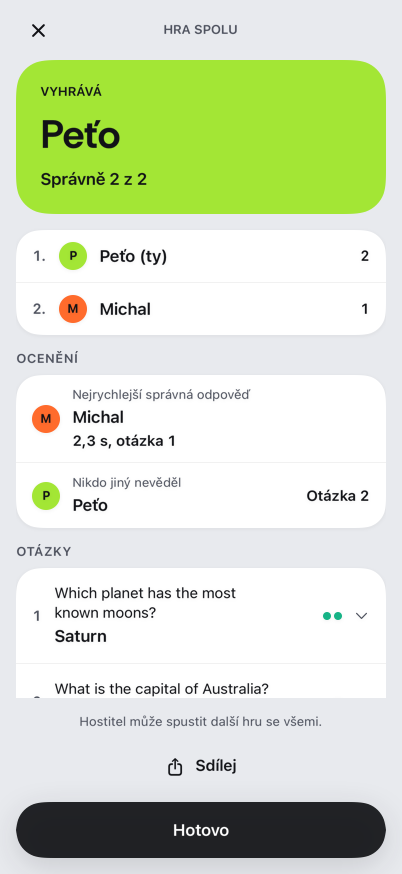 HRA SPOLU
VYHRÁVÁ
Peťo
Správně 2 z 2
1. P Peťo (ty) 2
2. M Michal 1
OCENĚNÍ
Nejrychlejší správná odpověď
M Michal
2,3 s, otázka 1
Nikdo jiný nevěděl
P Peťo Otázka 2
OTÁZKY
Which planet has the most
1 known moons?
Saturn
What is the capital of Australia?
Hostitel může spustit další hru se všemi.
Sdílej
Hotovo